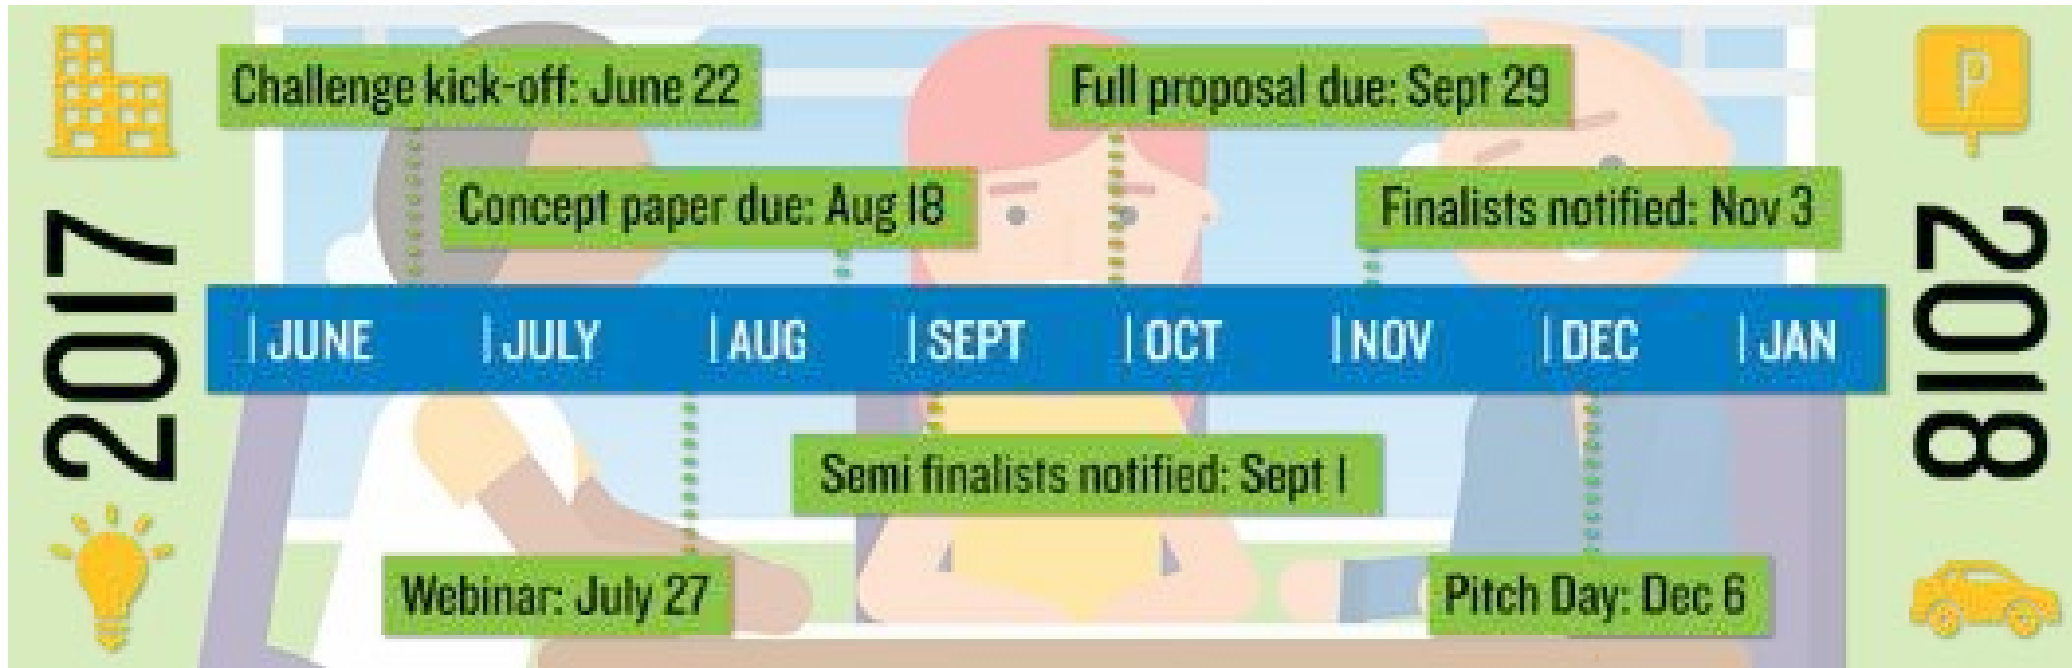 2017
Challenge kick-off: June 22
Full proposal due: Sept 29
P
Concept paper due: Aug 18
Finalists notified: Nov 3
JUNE
JULY
AUG
SEPT
OCT
NOV
DEC
JAN
2018
Semi finalists notified: Sept 1
Webinar: July 27
Pitch Day: Dec 6